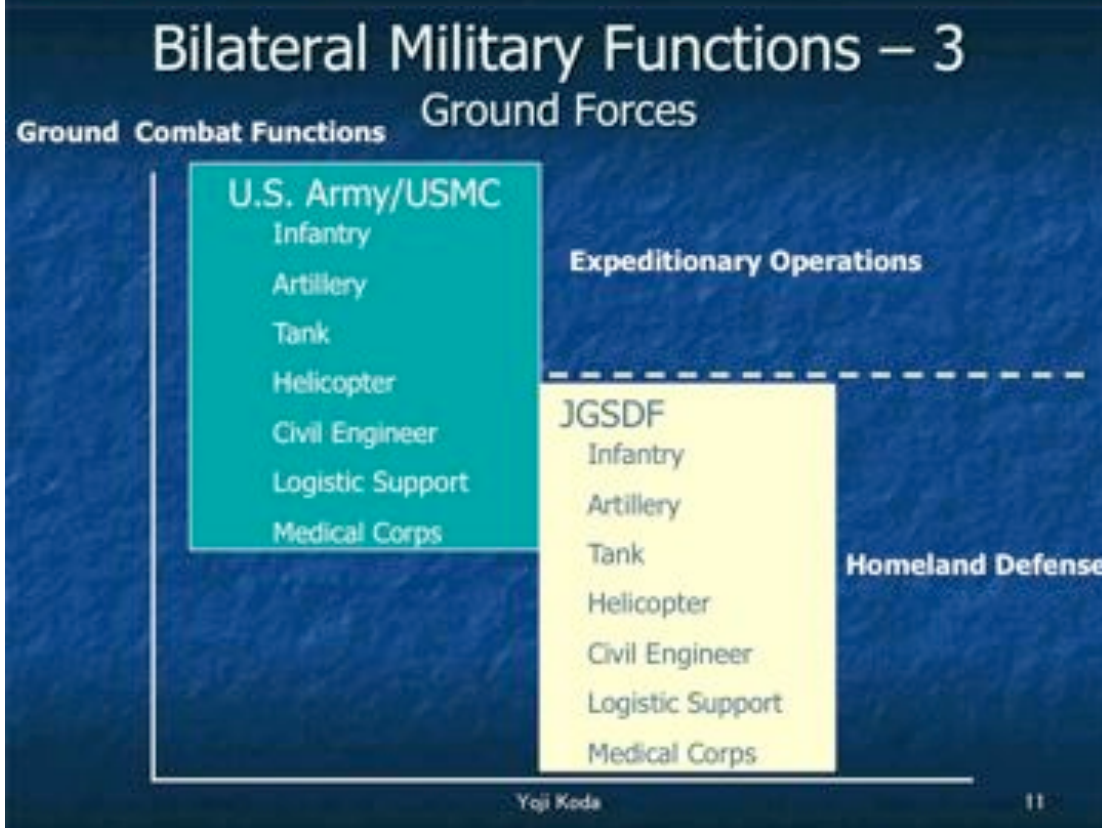 Bilateral Military Functions – 3
Ground Forces
Ground Combat Functions
U.S. Army/USMC
Infantry
Artillery
Tank
Helicopter
Civil Engineer
Logistic Support
Medical Corps
Expeditionary Operations
JGSDF
Infantry
Artillery
Tank
Helicopter
Civil Engineer
Logistic Support
Medical Corps
Homeland Defense
Yoji Koda
11